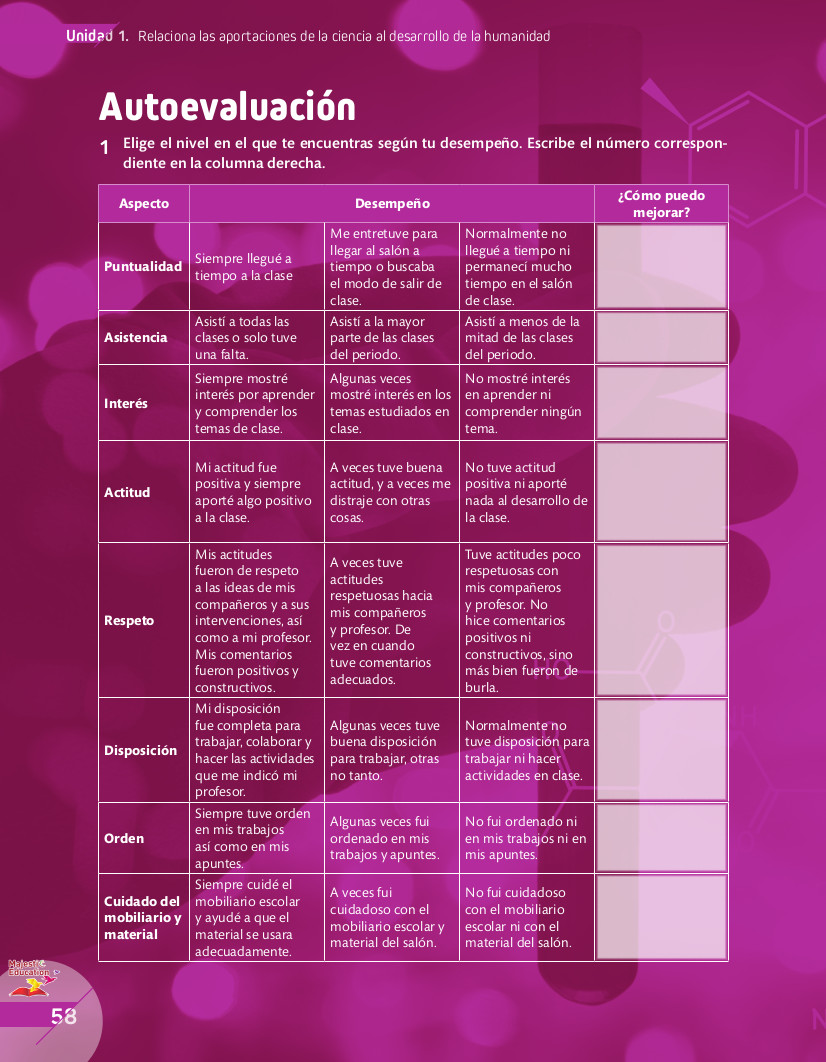 Unidad 1. Relaciona las aportaciones de la ciencia al desarrollo de la humanidad
Autoevaluación
1 Elige el nivel en el que te encuentras según tu desempeño. Escribe el número correspon-
diente en la columna derecha.
Aspecto
Desempeño
¿Cómo puedo
mejorar?
Puntualidad
Siempre llegué a
tiempo a la clase
Me entretuve para
llegar al salón a
tiempo o buscaba
el modo de salir de
clase.
Normalmente no
llegué a tiempo ni
permanecí mucho
tiempo en el salón
de clase.
Asistencia
Asistí a todas las
clases o solo tuve
una falta.
Asistí a la mayor
parte de las clases
del periodo.
Asistí a menos de la
mitad de las clases
del periodo.
Interés
Siempre mostré
interés por aprender
y comprender los
temas de clase.
Algunas veces
mostré interés en los
temas estudiados en
clase.
No mostré interés
en aprender ni
comprender ningún
tema.
Actitud
Mi actitud fue
positiva y siempre
aporté algo positivo
a la clase.
A veces tuve buena
actitud, y a veces me
distraje con otras
cosas.
No tuve actitud
positiva ni aporté
nada al desarrollo de
la clase.
Respeto
Mis actitudes
fueron de respeto
a las ideas de mis
compañeros y a sus
intervenciones, así
como a mi profesor.
Mis comentarios
fueron positivos y
constructivos.
A veces tuve
actitudes
respetuosas hacia
mis compañeros
y profesor. De
vez en cuando
tuve comentarios
adecuados.
Tuve actitudes poco
respetuosas con
mis compañeros
y profesor. No
hice comentarios
positivos ni
constructivos, sino
más bien fueron de
burla.
Disposición
Mi disposición
fue completa para
trabajar, colaborar y
hacer las actividades
que me indicó mi
profesor.
Algunas veces tuve
buena disposición
para trabajar, otras
no tanto.
Normalmente no
tuve disposición para
trabajar ni hacer
actividades en clase.
Orden
Siempre tuve orden
en mis trabajos
así como en mis
apuntes.
Algunas veces fui
ordenado en mis
trabajos y apuntes.
No fui ordenado ni
en mis trabajos ni en
mis apuntes.
Cuidado del
mobiliario y
material
Siempre cuidé el
mobiliario escolar
y ayudé a que el
material se usara
adecuadamente.
A veces fui
cuidadoso con el
mobiliario escolar y
material del salón.
No fui cuidadoso
con el mobiliario
escolar ni con el
material del salón.
HO
O
H
N
Majestic
Education
58